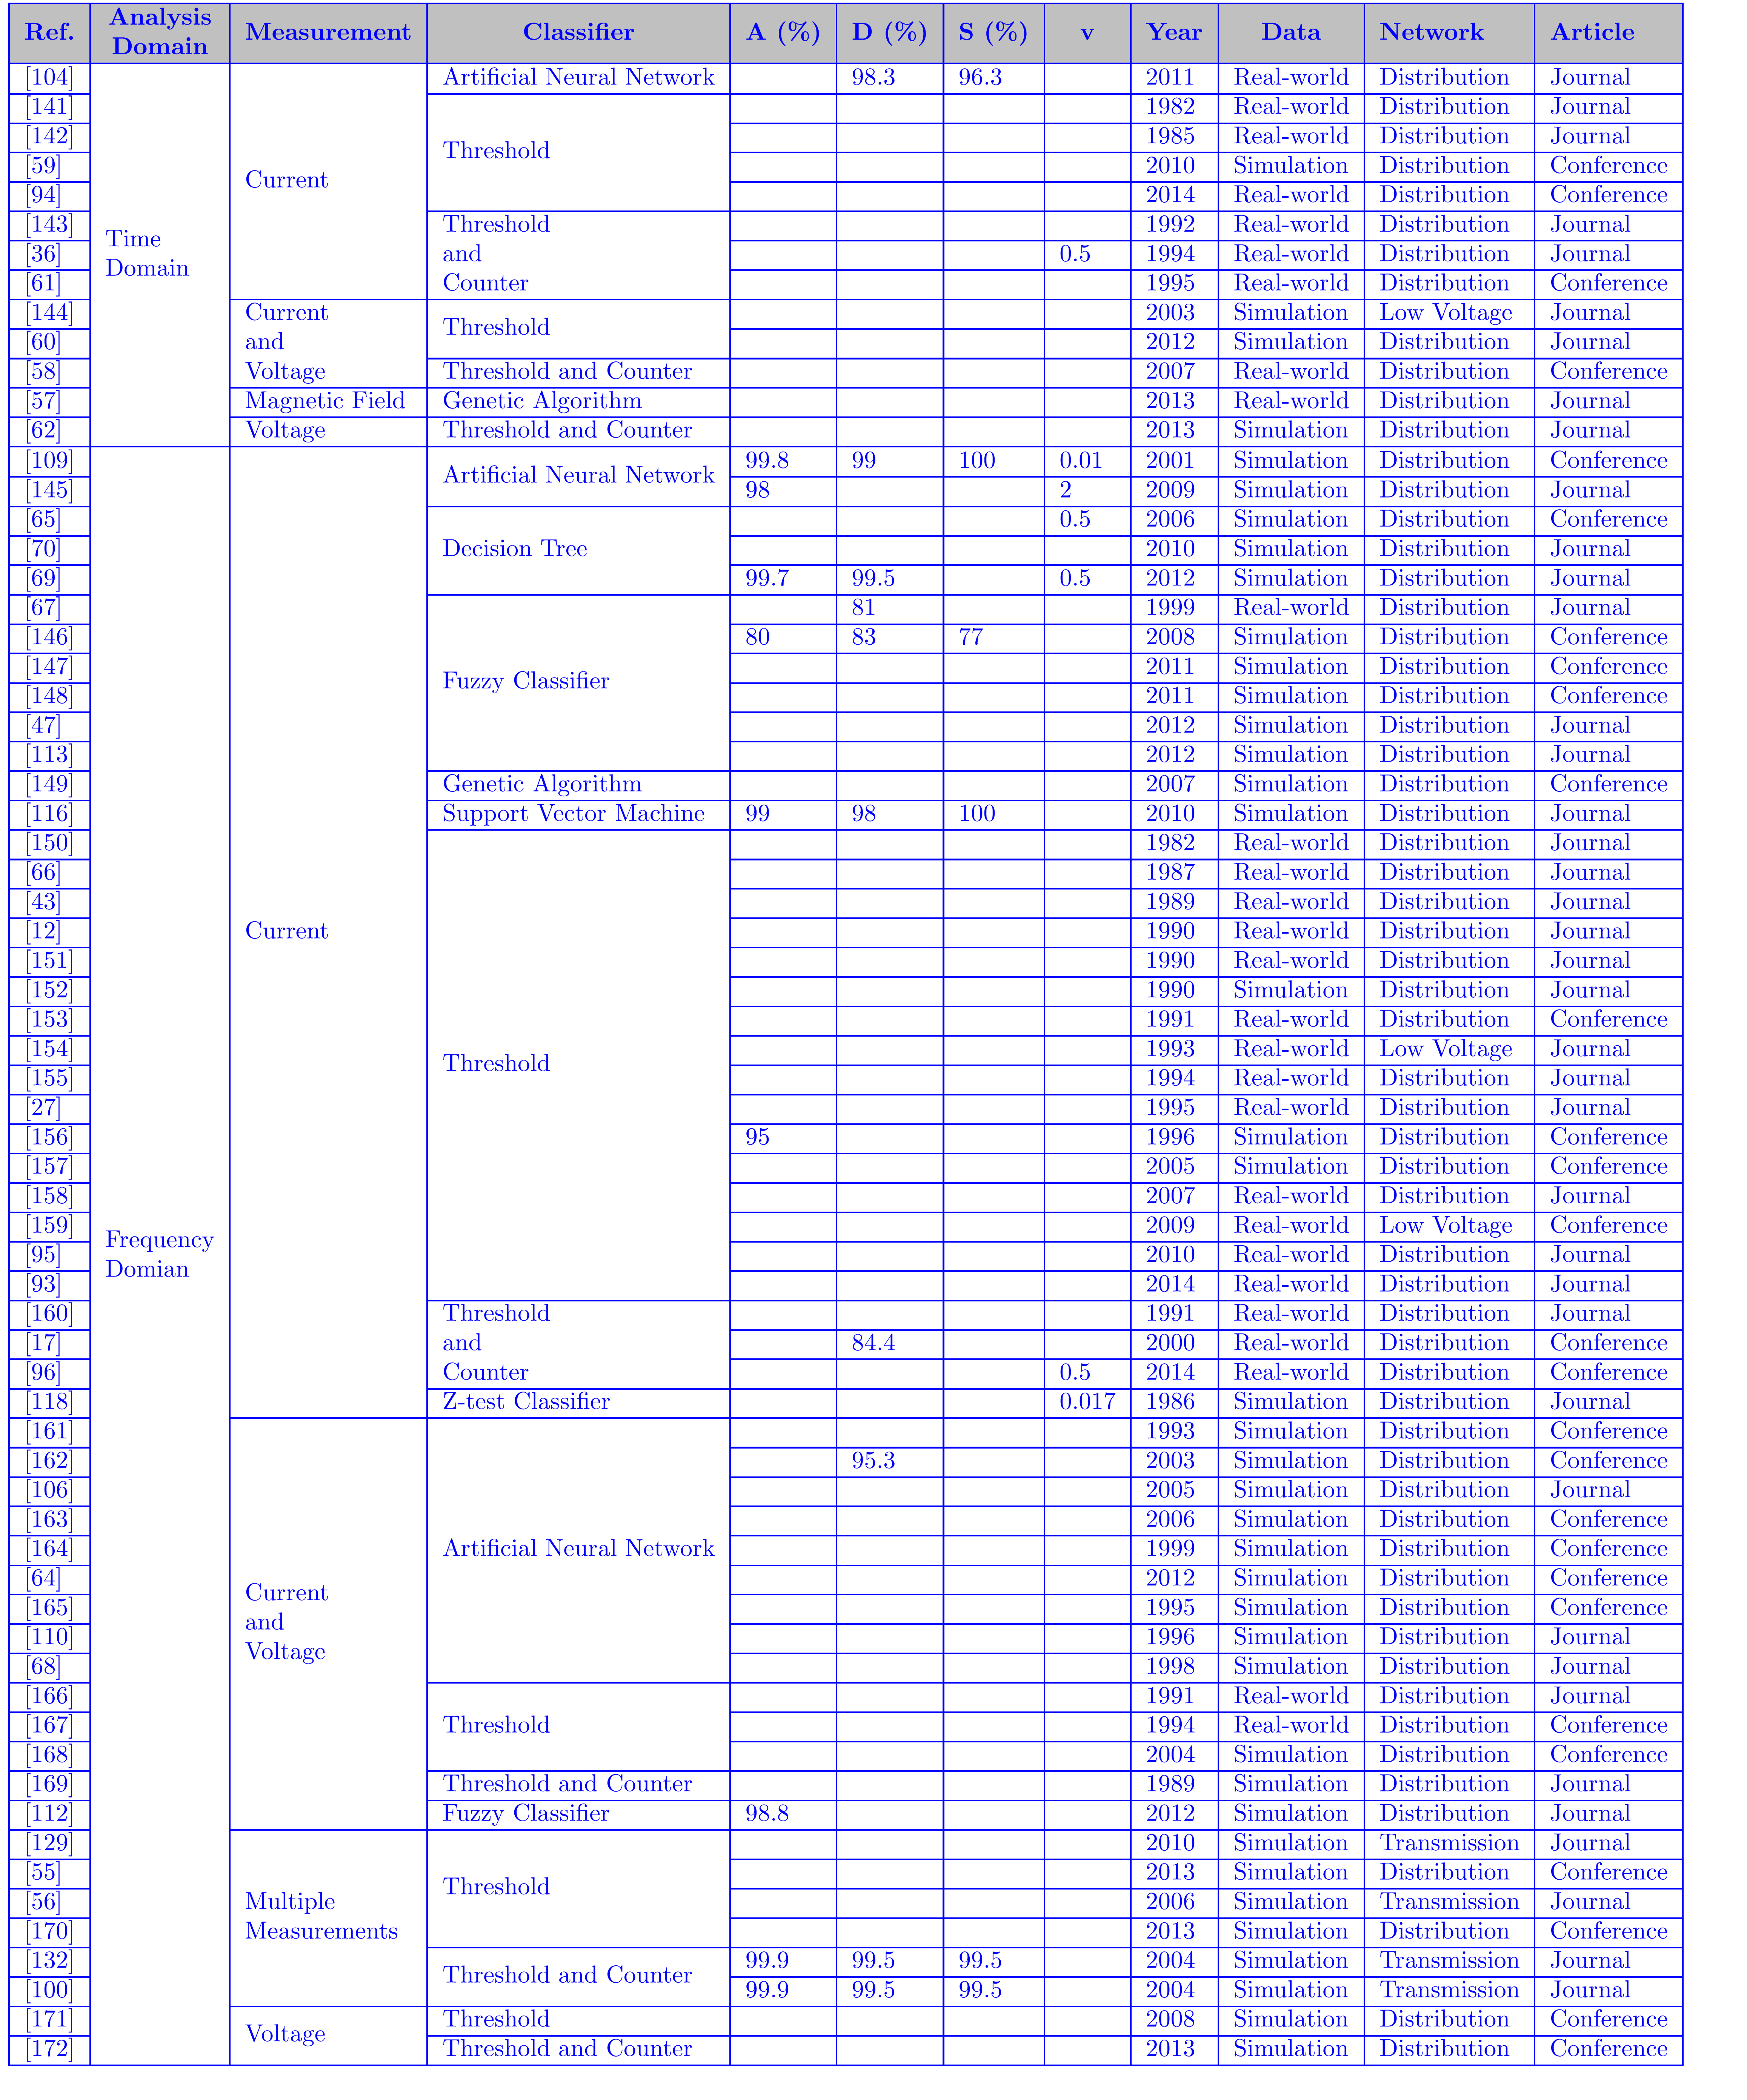 Ref. Analysis Domain Measurement Classifier A (%) D (%) S (%) v Year Data Network Article
[104] Time Domain Current Artificial Neural Network 98.3 96.3 2011 Real-world Distribution Journal
[141] Threshold 1982 Real-world Distribution Journal
[142] 1985 Real-world Distribution Journal
[59] 2010 Simulation Distribution Conference
[94] 2014 Real-world Distribution Conference
[143] Threshold and Counter 1992 Real-world Distribution Journal
[36] 0.5 1994 Real-world Distribution Journal
[61] 1995 Real-world Distribution Conference
[144] Current and Voltage Threshold 2003 Simulation Low Voltage Journal
[60] 2012 Simulation Distribution Journal
[58] Threshold and Counter 2007 Real-world Distribution Conference
[57] Magnetic Field Genetic Algorithm 2013 Real-world Distribution Journal
[62] Voltage Threshold and Counter 2013 Simulation Distribution Journal
[109] Frequency Domian Current Artificial Neural Network 99.8 99 100 0.01 2001 Simulation Distribution Conference
[145] 98 2 2009 Simulation Distribution Journal
[65] Decision Tree 0.5 2006 Simulation Distribution Conference
[70] 2010 Simulation Distribution Journal
[69] 99.7 99.5 0.5 2012 Simulation Distribution Journal
[67] Fuzzy Classifier 81 1999 Real-world Distribution Journal
[146] 80 83 77 2008 Simulation Distribution Conference
[147] 2011 Simulation Distribution Conference
[148] 2011 Simulation Distribution Conference
[47] 2012 Simulation Distribution Journal
[113] 2012 Simulation Distribution Journal
[149] Genetic Algorithm 2007 Simulation Distribution Conference
[116] Support Vector Machine 99 98 100 2010 Simulation Distribution Journal
[150] Threshold 1982 Real-world Distribution Journal
[66] 1987 Real-world Distribution Journal
[43] 1989 Real-world Distribution Journal
[12] 1990 Real-world Distribution Journal
[151] 1990 Real-world Distribution Journal
[152] 1990 Simulation Distribution Journal
[153] 1991 Real-world Distribution Conference
[154] 1993 Real-world Low Voltage Journal
[155] 1994 Real-world Distribution Journal
[27] 1995 Real-world Distribution Journal
[156] 95 1996 Simulation Distribution Conference
[157] 2005 Simulation Distribution Conference
[158] 2007 Real-world Distribution Journal
[159] 2009 Real-world Low Voltage Conference
[95] 2010 Real-world Distribution Journal
[93] 2014 Real-world Distribution Journal
[160] Threshold and Counter 1991 Real-world Distribution Journal
[17] 84.4 2000 Real-world Distribution Conference
[96] 0.5 2014 Real-world Distribution Conference
[118] Z-test Classifier 0.017 1986 Simulation Distribution Journal
[161] Current and Voltage Artificial Neural Network 1993 Simulation Distribution Conference
[162] 95.3 2003 Simulation Distribution Conference
[106] 2005 Simulation Distribution Journal
[163] 2006 Simulation Distribution Conference
[164] 1999 Simulation Distribution Conference
[64] 2012 Simulation Distribution Conference
[165] 1995 Simulation Distribution Conference
[110] 1996 Simulation Distribution Journal
[68] 1998 Simulation Distribution Journal
[166] Threshold 1991 Real-world Distribution Journal
[167] 1994 Real-world Distribution Conference
[168] 2004 Simulation Distribution Conference
[169] Threshold and Counter 1989 Simulation Distribution Journal
[112] Fuzzy Classifier 98.8 2012 Simulation Distribution Journal
[129] Multiple Measurements Threshold 2010 Simulation Transmission Journal
[55] 2013 Simulation Distribution Conference
[56] 2006 Simulation Transmission Journal
[170] 2013 Simulation Distribution Conference
[132] Threshold and Counter 99.9 99.5 99.5 2004 Simulation Transmission Journal
[100] 99.9 99.5 99.5 2004 Simulation Transmission Journal
[171] Voltage Threshold 2008 Simulation Distribution Conference
[172] Threshold and Counter 2013 Simulation Distribution Conference